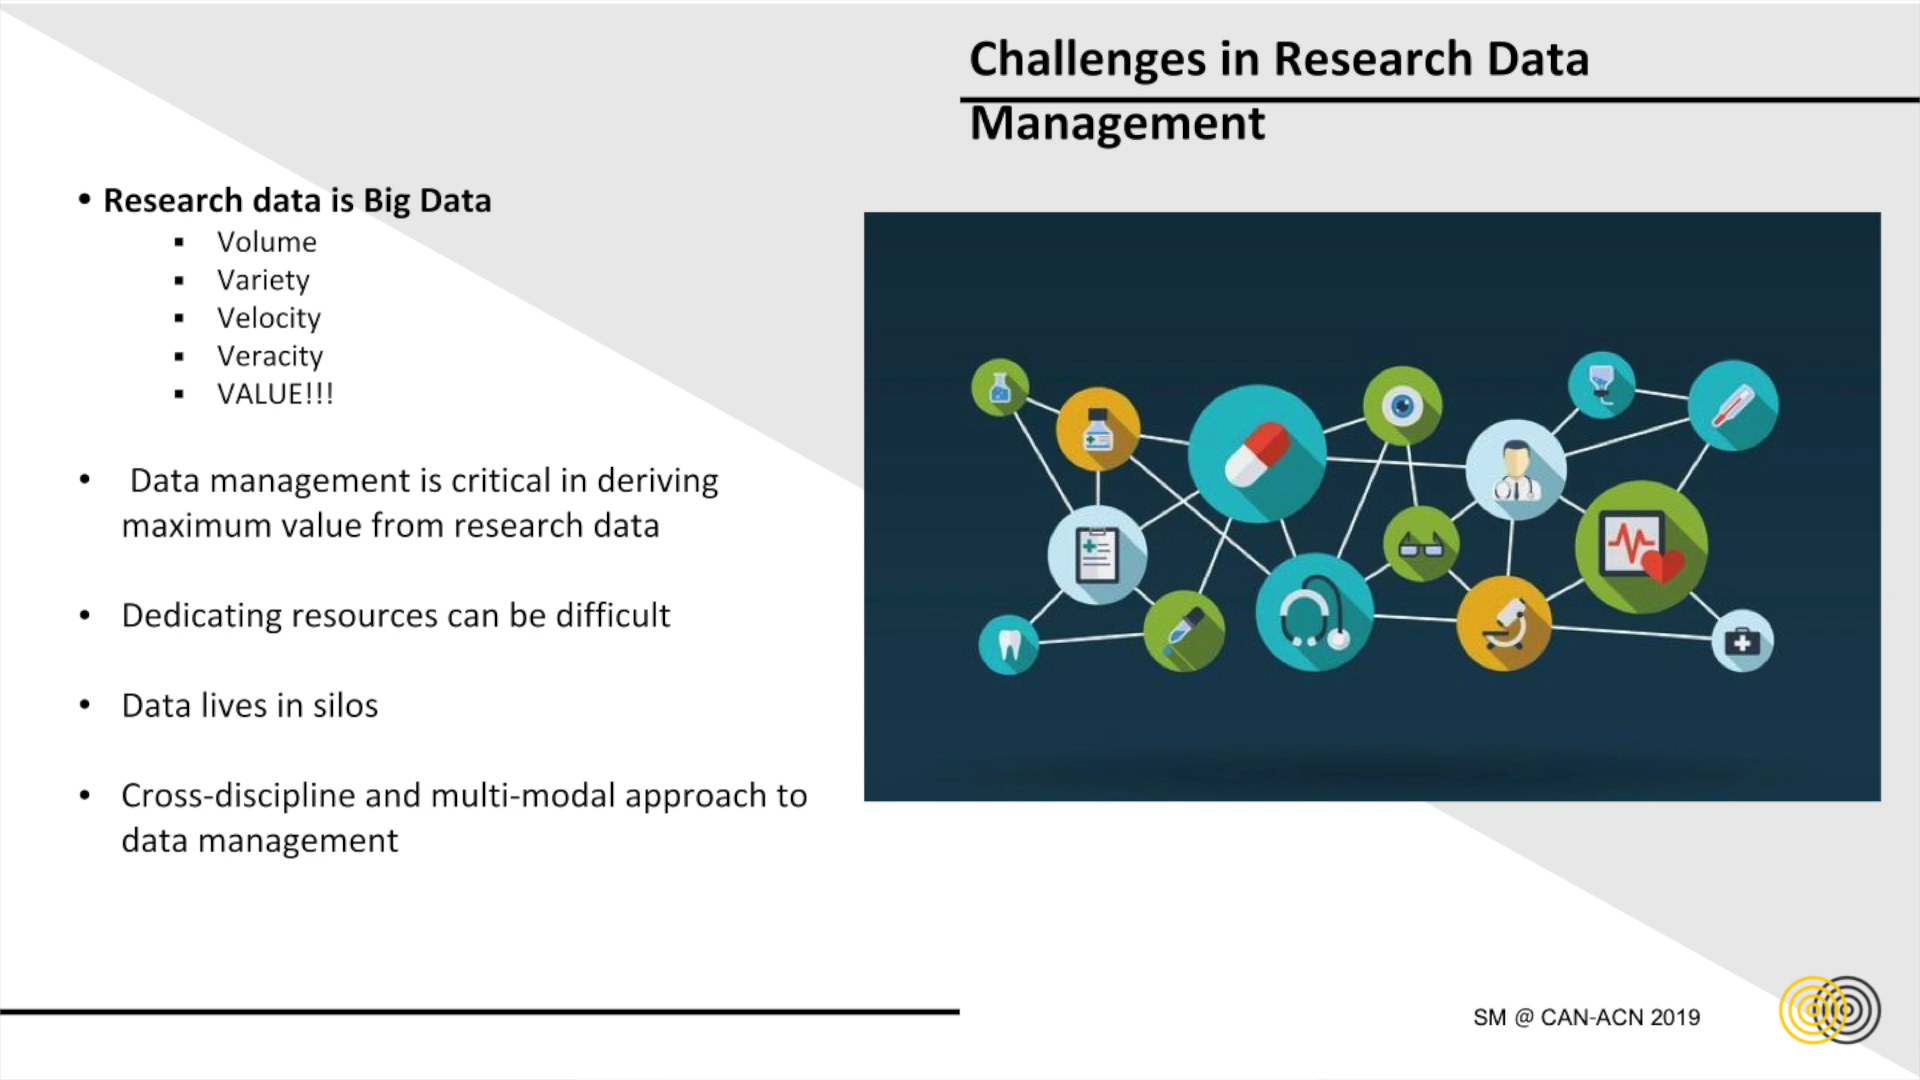 Challenges in Research Data
Management
• Research data is Big Data
▪ Volume
▪ Variety
▪ Velocity
▪ Veracity
▪ VALUE!!!
• Data management is critical in deriving
maximum value from research data
• Dedicating resources can be difficult
• Data lives in silos
• Cross-discipline and multi-modal approach to
data management
SM @ CAN-ACN 2019